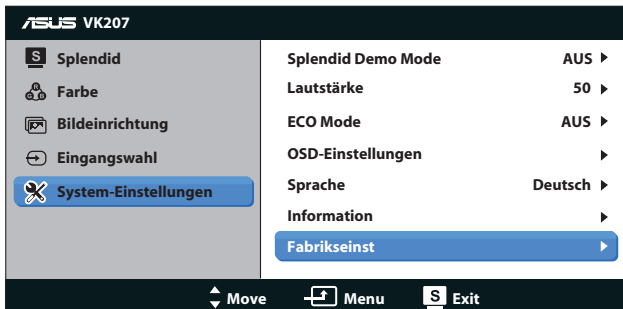 ASUS VK207
S Splendid
Farbe
Bildeinrichtung
Eingangswahl
System-Einstellungen
Splendid Demo Mode AUS
Lautstärke 50
ECO Mode AUS
OSD-Einstellungen
Sprache Deutsch
Information
Fabrikseinst
Move Menu S Exit